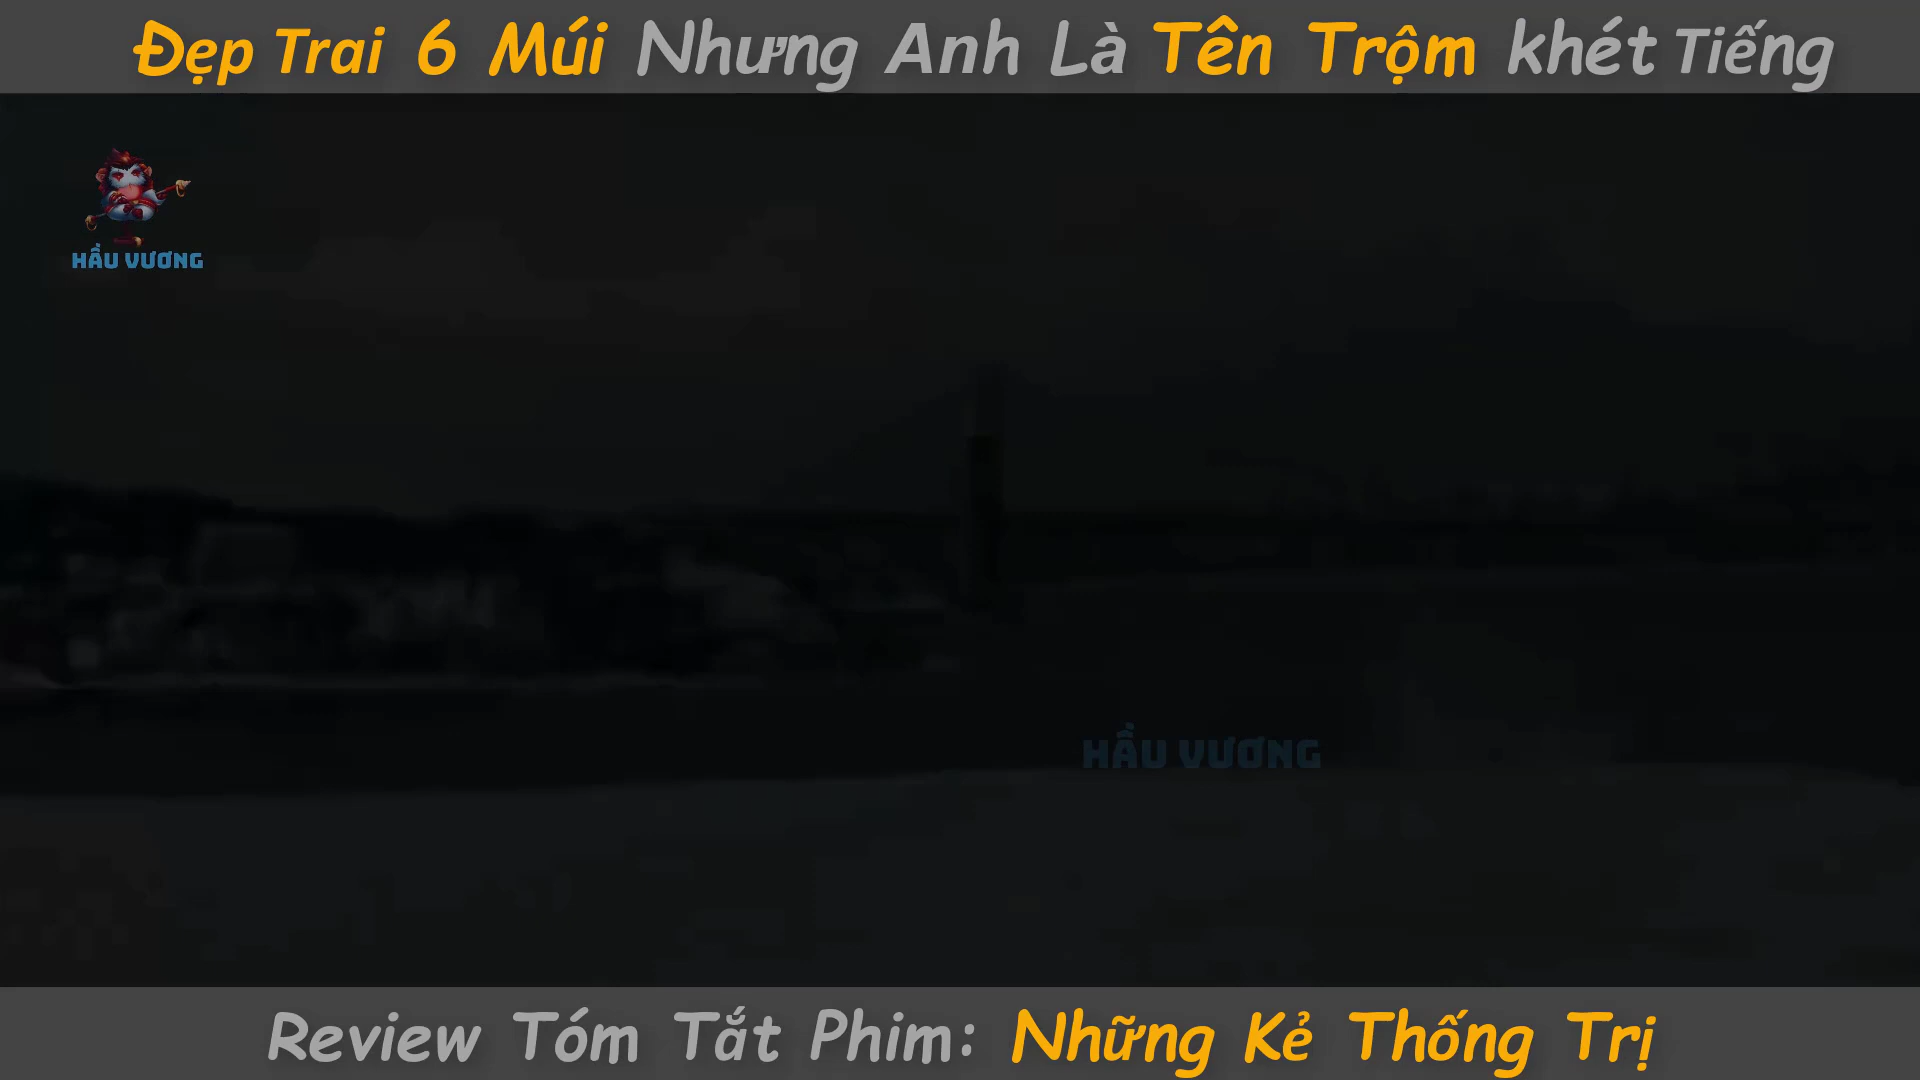 Đẹp Trai 6 Múi Nhưng Anh Là Tên Trộm khét Tiếng
HẦU VƯƠNG
HẦU VƯƠNG
Review Tóm Tắt Phim: Những Kẻ Thống Trị